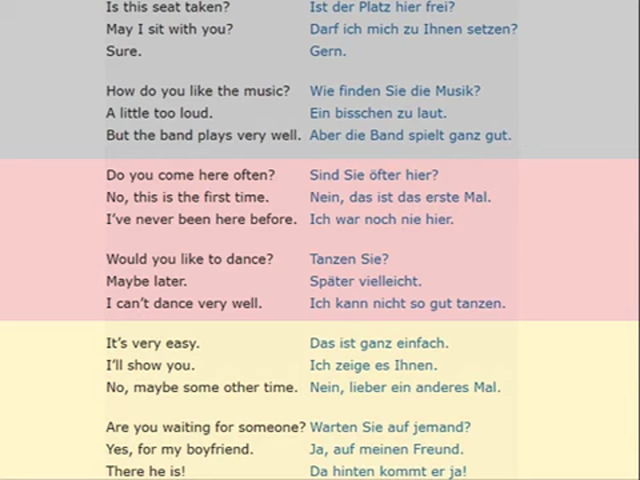 Is this seat taken? Ist der Platz hier frei?
May I sit with you? Darf ich mich zu Ihnen setzen?
Sure. Gern.
How do you like the music? Wie finden Sie die Musik?
A little too loud. Ein bisschen zu laut.
But the band plays very well. Aber die Band spielt ganz gut.
Do you come here often? Sind Sie öfter hier?
No, this is the first time. Nein, das ist das erste Mal.
I've never been here before. Ich war noch nie hier.
Would you like to dance? Tanzen Sie?
Maybe later. Später vielleicht.
I can't dance very well. Ich kann nicht so gut tanzen.
It's very easy. Das ist ganz einfach.
I'll show you. Ich zeige es Ihnen.
No, maybe some other time. Nein, lieber ein anderes Mal.
Are you waiting for someone? Warten Sie auf jemand?
Yes, for my boyfriend. Ja, auf meinen Freund.
There he is! Da hinten kommt er ja!